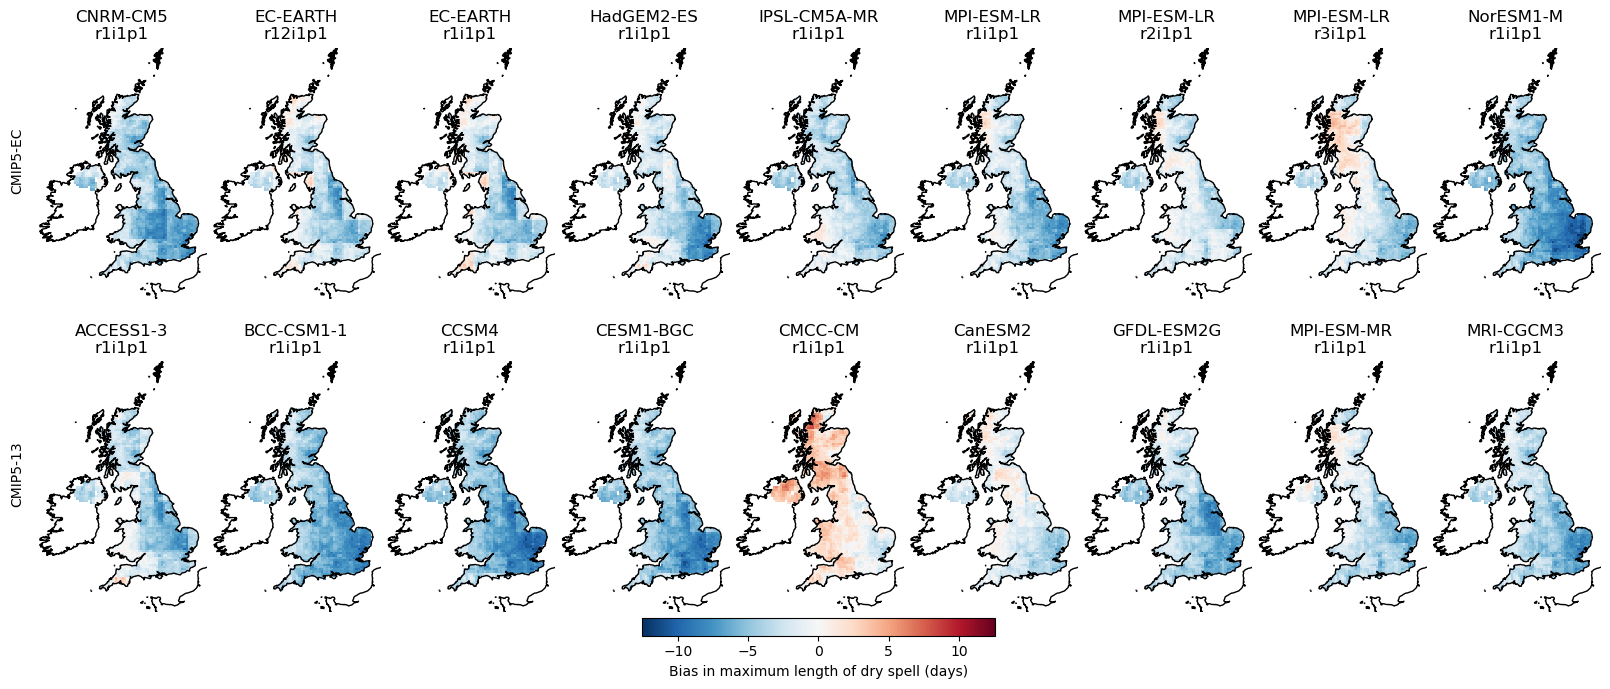 CNRM-CM5 EC-EARTH EC-EARTH HadGEM2-ES IPSL-CM5A-MR MPI-ESM-LR MPI-ESM-LR MPI-ESM-LR NorESM1-M
r1i1p1 r12i1p1 r1i1p1 r1i1p1 r1i1p1 r1i1p1 r2i1p1 r3i1p1 r1i1p1
CMIP5-EC
ACCESS1-3 BCC-CSM1-1 CCSM4 CESM1-BGC CMCC-CM CanESM2 GFDL-ESM2G MPI-ESM-MR MRI-CGCM3
r1i1p1 r1i1p1 r1i1p1 r1i1p1 r1i1p1 r1i1p1 r1i1p1 r1i1p1 r1i1p1
CMIP5-13
−10 −5 0 5 10
Bias in maximum length of dry spell (days)